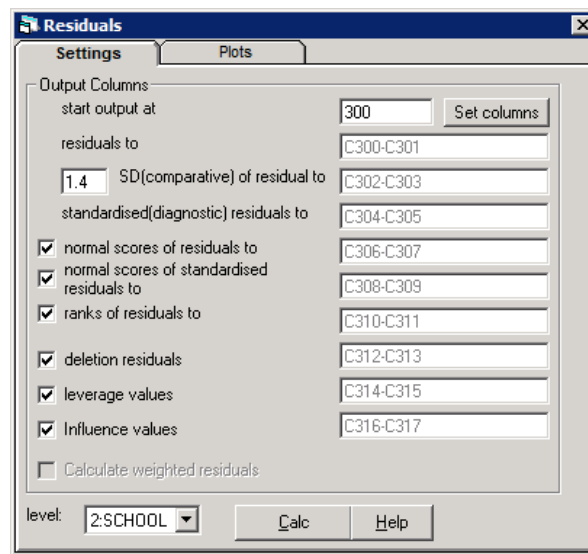 Residuals
Settings Plots
Output Columns
start output at 300 Set columns
residuals to C300-C301
1.4 SD(comparative) of residual to C302-C303
standardised(diagnostic) residuals to C304-C305
normal scores of residuals to C306-C307
normal scores of standardised
residuals to C308-C309
ranks of residuals to C310-C311
deletion residuals C312-C313
leverage values C314-C315
Influence values C316-C317
Calculate weighted residuals
level: 2:SCHOOL Calc Help